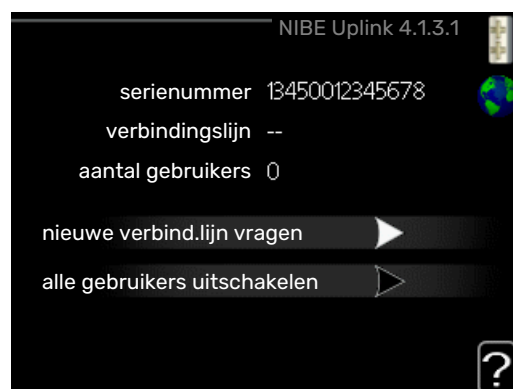 NIBE Uplink 4.1.3.1
serienummer 13450012345678
verbindingslijn --
aantal gebruikers 0
nieuwe verbind.lijn vragen
alle gebruikers uitschakelen
?